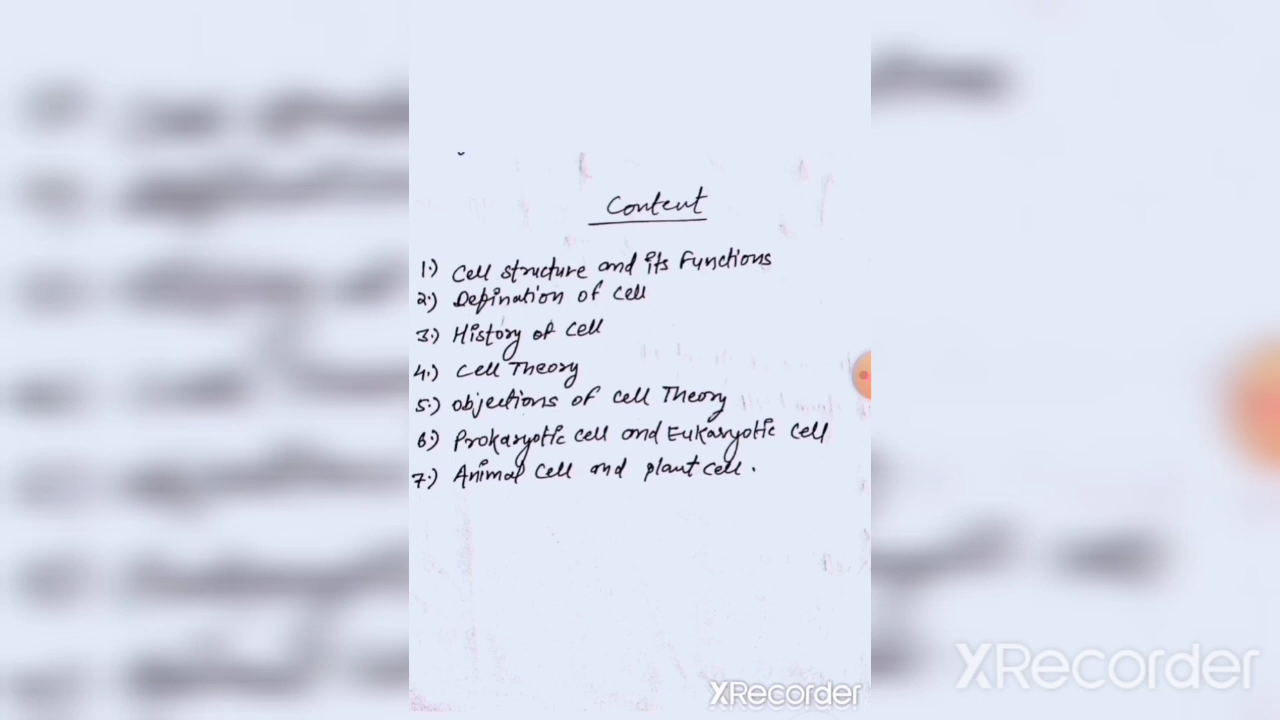 Content
1.) Cell structure and its Functions
2.) Defination of cell
3.) History of cell
4.) Cell Theory
5.) Objections of cell Theory
6.) Prokaryotic cell and Eukaryotic cell
7.) Animal cell and plant cell.
XRecorder
XRecorder